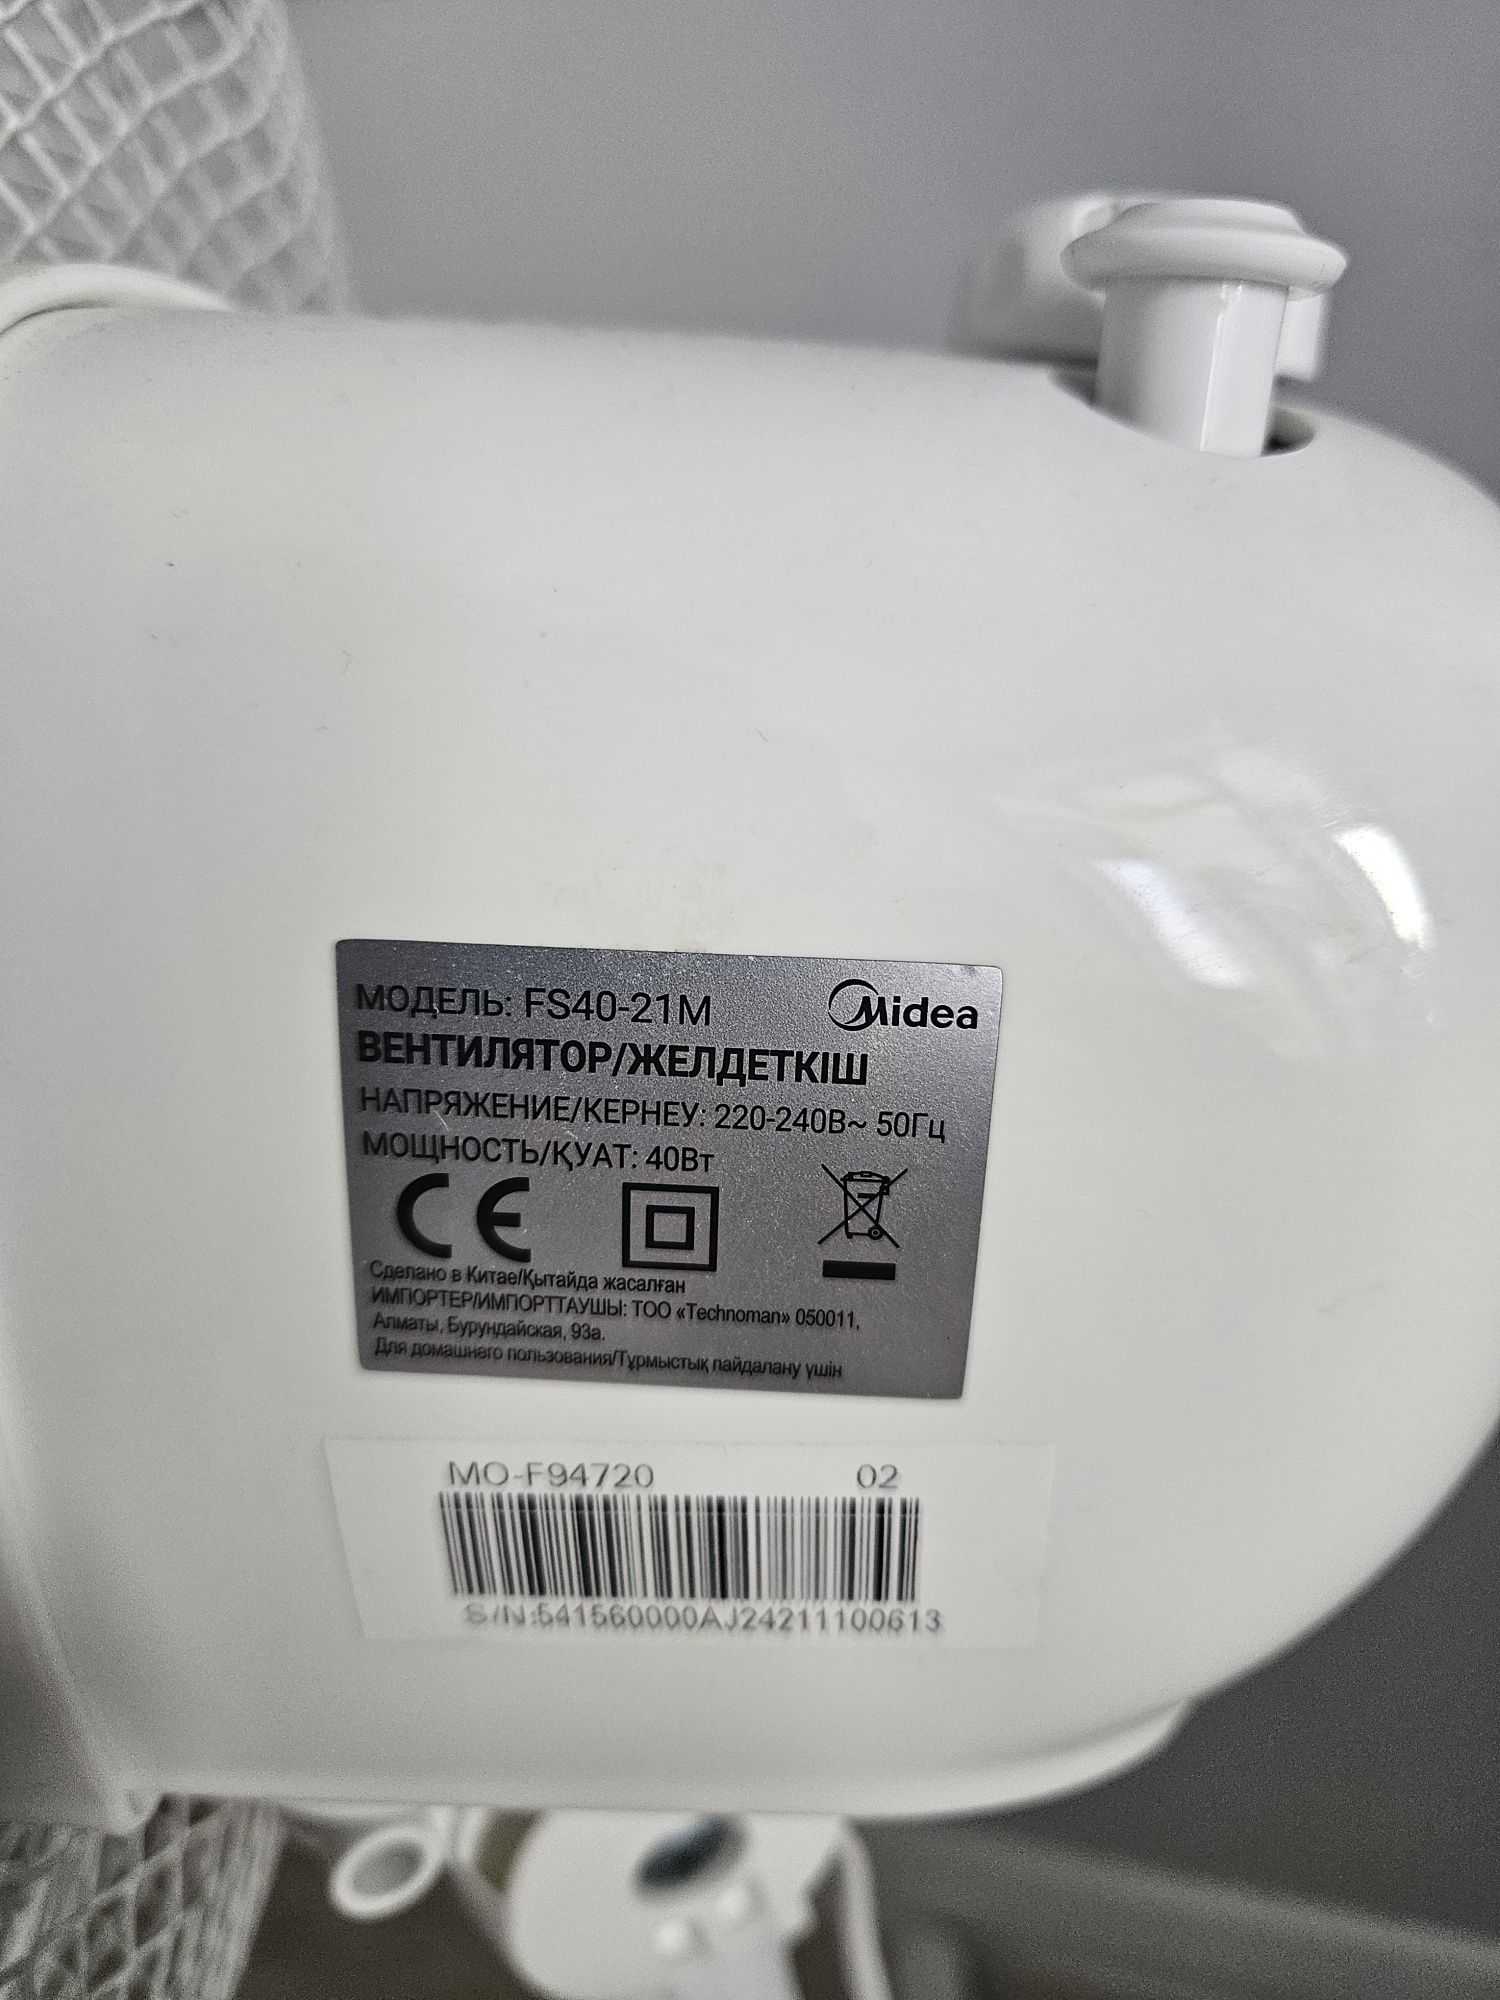 МОДЕЛЬ: FS40-21M
Midea
ВЕНТИЛЯТОР/ЖЕЛДЕТКІШ
НАПРЯЖЕНИЕ/КЕРНЕУ: 220-240В~ 50Гц
МОЩНОСТЬ/ҚУАТ: 40Вт
CE
Сделано в Китае/Қытайда жасалған
ИМПОРТЕР/ИМПОРТТАУШЫ: ТОО «Technoman» 050011,
Алматы, Бурундайская, 93а.
Для домашнего пользования/Тұрмыстық пайдалану үшін
MO-F94720 02
S/N:541560000AJ24211100613